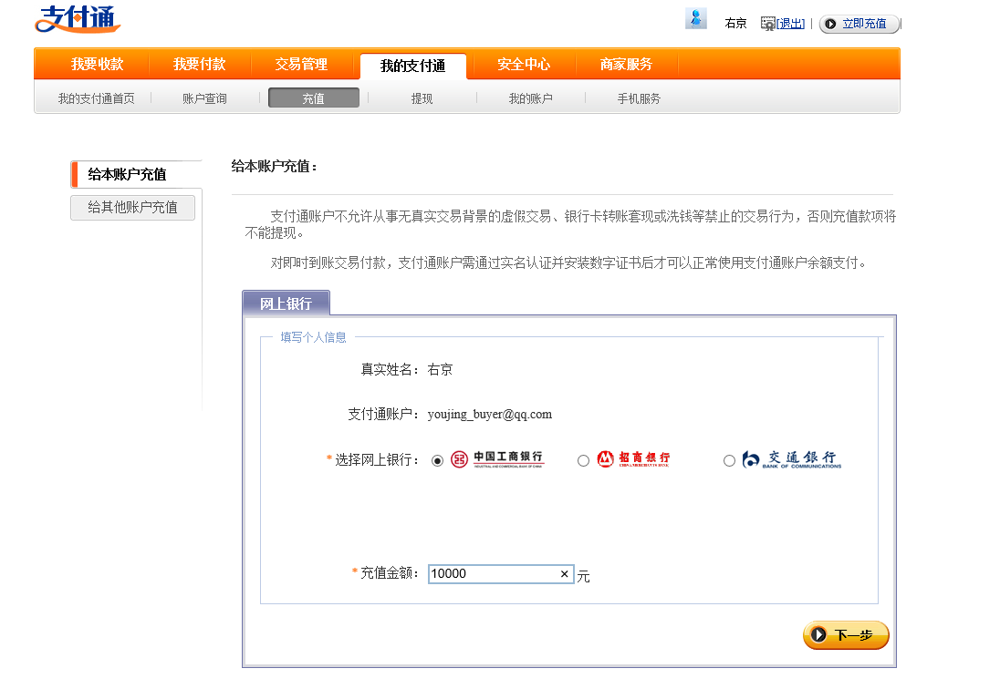 支付通
右京 [退出] | 立即充值 |
我要收款 我要付款 交易管理 我的支付通 安全中心 商家服务
我的支付通首页 账户查询 充值 提现 我的账户 手机服务
给本账户充值
给其他账户充值
给本账户充值：
支付通账户不允许从事无真实交易背景的虚假交易、银行卡转账套现或洗钱等禁止的交易行为，否则充值款项将
不能提现。
对即时到账交易付款，支付通账户需通过实名认证并安装数字证书后才可以正常使用支付通账户余额支付。
网上银行
填写个人信息
真实姓名： 右京
支付通账户： youjing_buyer@qq.com
*选择网上银行： 中国工商银行 招商银行 交通银行
INDUSTRIAL AND COMMERCIAL BANK OF CHINA CHINA MERCHANTS BANK BANK OF COMMUNICATIONS
*充值金额： 10000 × 元
下一步